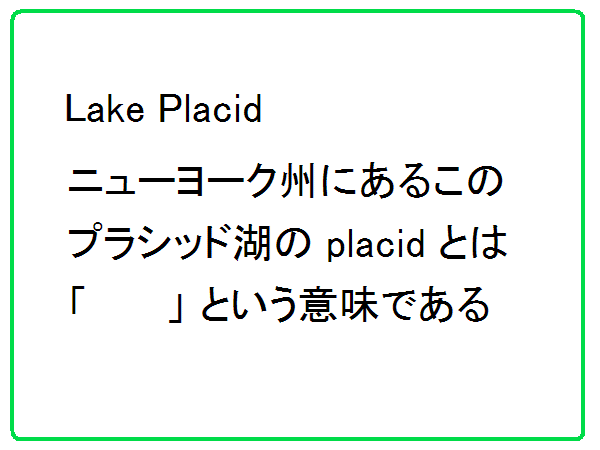 Lake Placid
ニューヨーク州にあるこの
プラシッド湖の placid とは
「　　」 という意味である